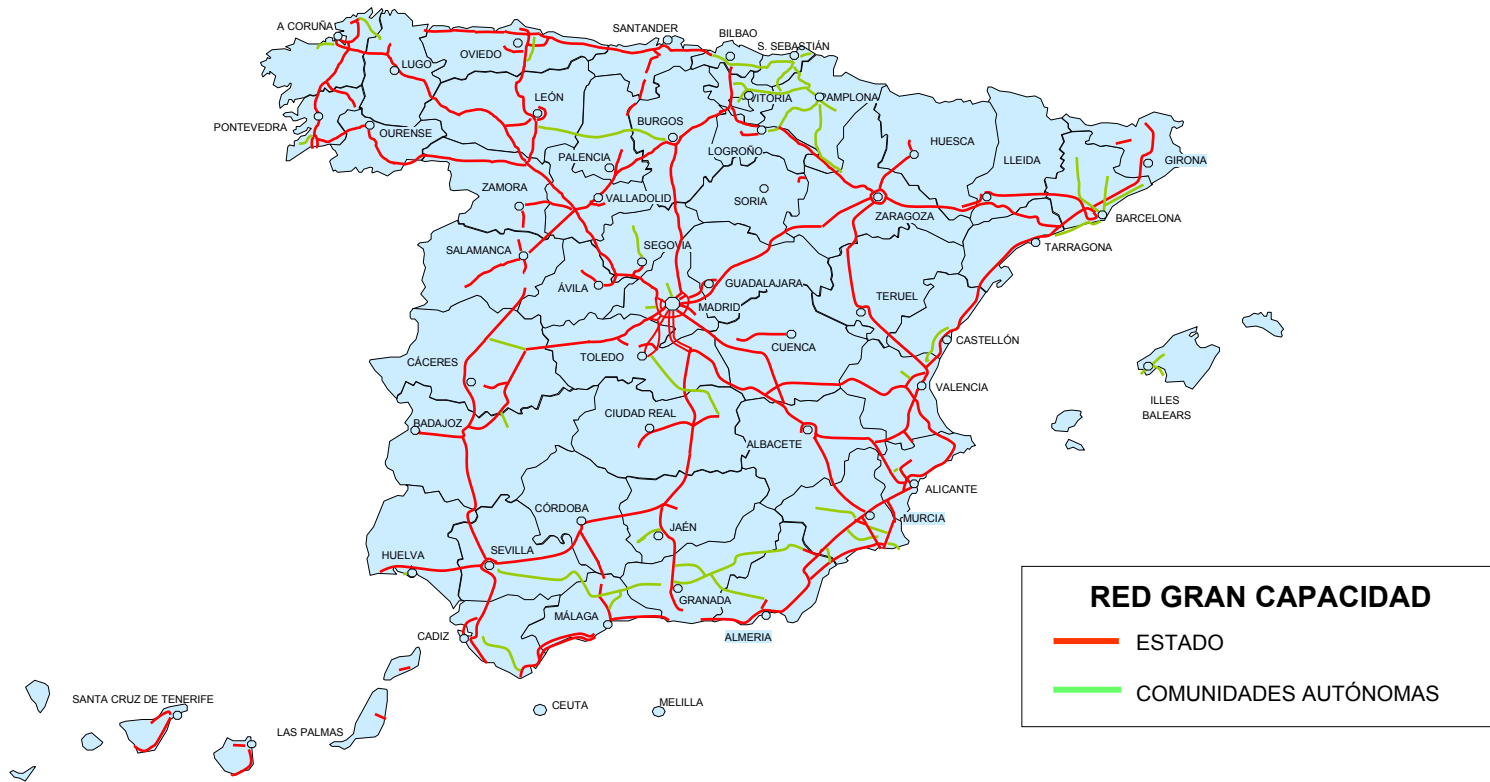 A CORUÑA
SANTANDER
BILBAO
S. SEBASTIÁN
OVIEDO
LUGO
LEÓN
VITORIA
PAMPLONA
PONTEVEDRA
OURENSE
BURGOS
LOGROÑO
HUESCA
PALENCIA
LLEIDA
GIRONA
ZAMORA
VALLADOLID
SORIA
ZARAGOZA
BARCELONA
SALAMANCA
SEGOVIA
TARRAGONA
ÁVILA
GUADALAJARA
TERUEL
MADRID
CÁCERES
TOLEDO
CUENCA
CASTELLÓN
VALENCIA
ILLES
BALEARS
BADAJOZ
CIUDAD REAL
ALBACETE
ALICANTE
CÓRDOBA
JAÉN
MURCIA
HUELVA
SEVILLA
GRANADA
MÁLAGA
CADIZ
ALMERIA
SANTA CRUZ DE TENERIFE
LAS PALMAS
CEUTA
MELILLA
RED GRAN CAPACIDAD
ESTADO
COMUNIDADES AUTÓNOMAS